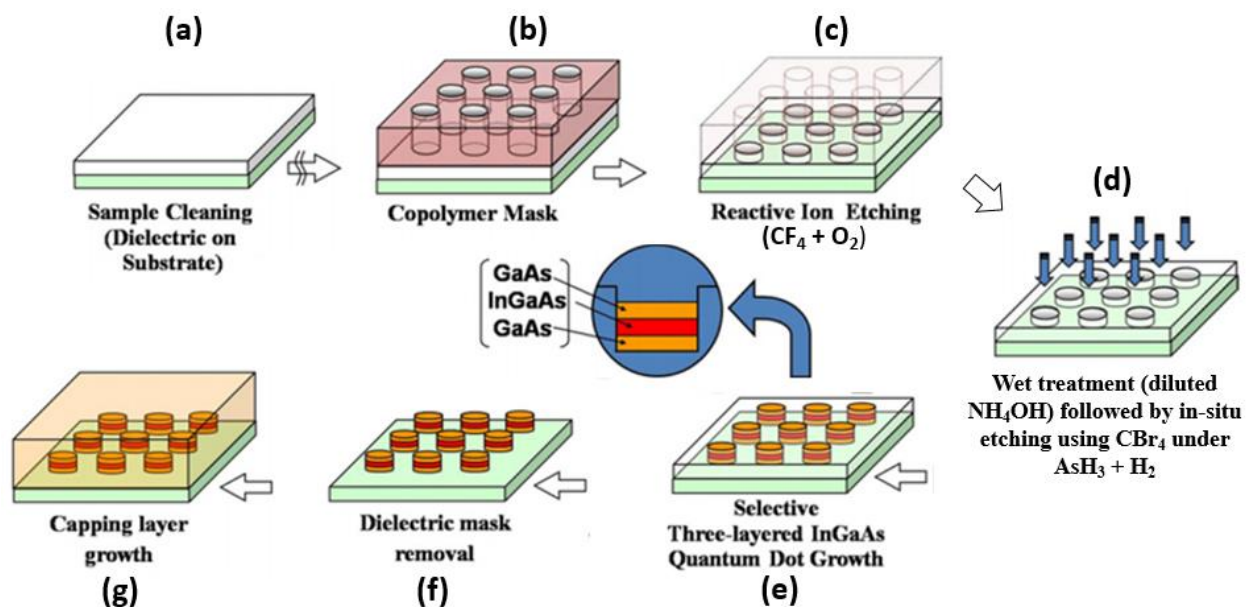 (a)
Sample Cleaning
(Dielectric on
Substrate)
(b)
Copolymer Mask
(c)
Reactive Ion Etching
(CF₄ + O₂)
(d)
Wet treatment (diluted
NH₄OH) followed by in-situ
etching using CBr₄ under
AsH₃ + H₂
GaAs
InGaAs
GaAs
Selective
Three-layered InGaAs
Quantum Dot Growth
(e)
Dielectric mask
removal
(f)
Capping layer
growth
(g)